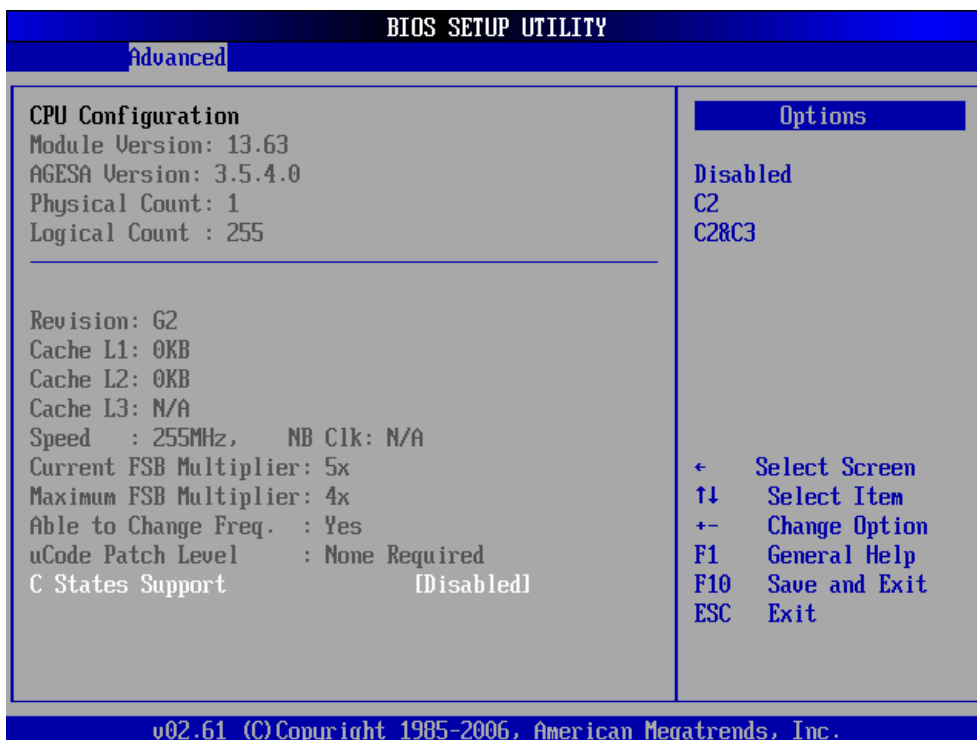 BIOS SETUP UTILITY
Advanced
CPU Configuration
Module Version: 13.63
AGESA Version: 3.5.4.0
Physical Count: 1
Logical Count : 255
Revision: G2
Cache L1: 0KB
Cache L2: 0KB
Cache L3: N/A
Speed : 255MHz, NB Clk: N/A
Current FSB Multiplier: 5x
Maximum FSB Multiplier: 4x
Able to Change Freq. : Yes
uCode Patch Level : None Required
C States Support [Disabled]
Options
Disabled
C2
C2&C3
← Select Screen
↑↓ Select Item
+- Change Option
F1 General Help
F10 Save and Exit
ESC Exit
v02.61 (C)Copyright 1985-2006, American Megatrends, Inc.